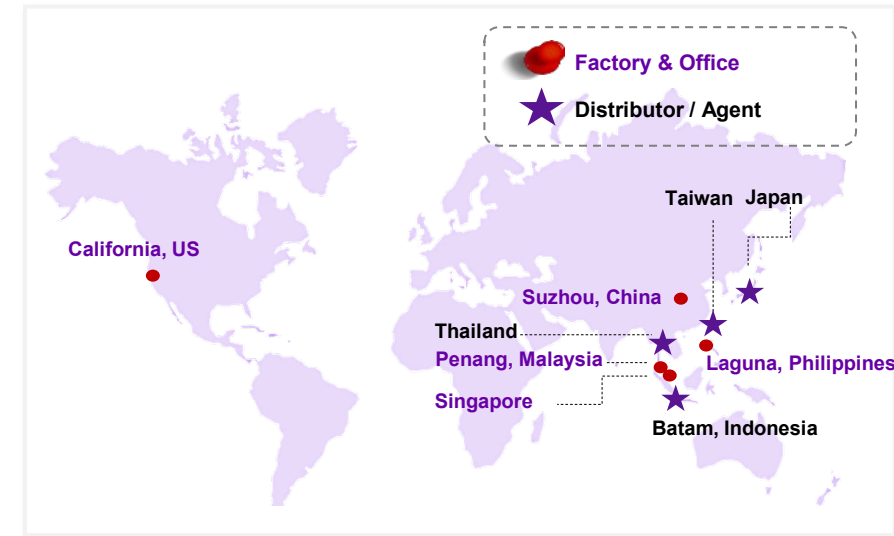 Factory & Office
Distributor / Agent
Taiwan
Japan
California, US
Suzhou, China
Thailand
Penang, Malaysia
Laguna, Philippines
Singapore
Batam, Indonesia